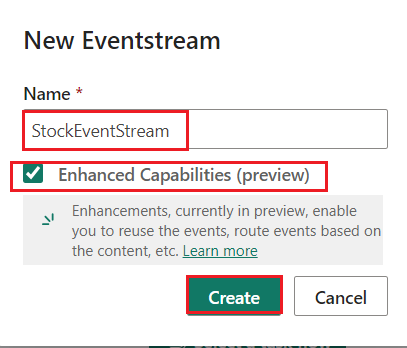 New Eventstream
Name *
StockEventStream
Enhanced Capabilities (preview)
Enhancements, currently in preview, enable
you to reuse the events, route events based on
the content, etc. Learn more
Create Cancel